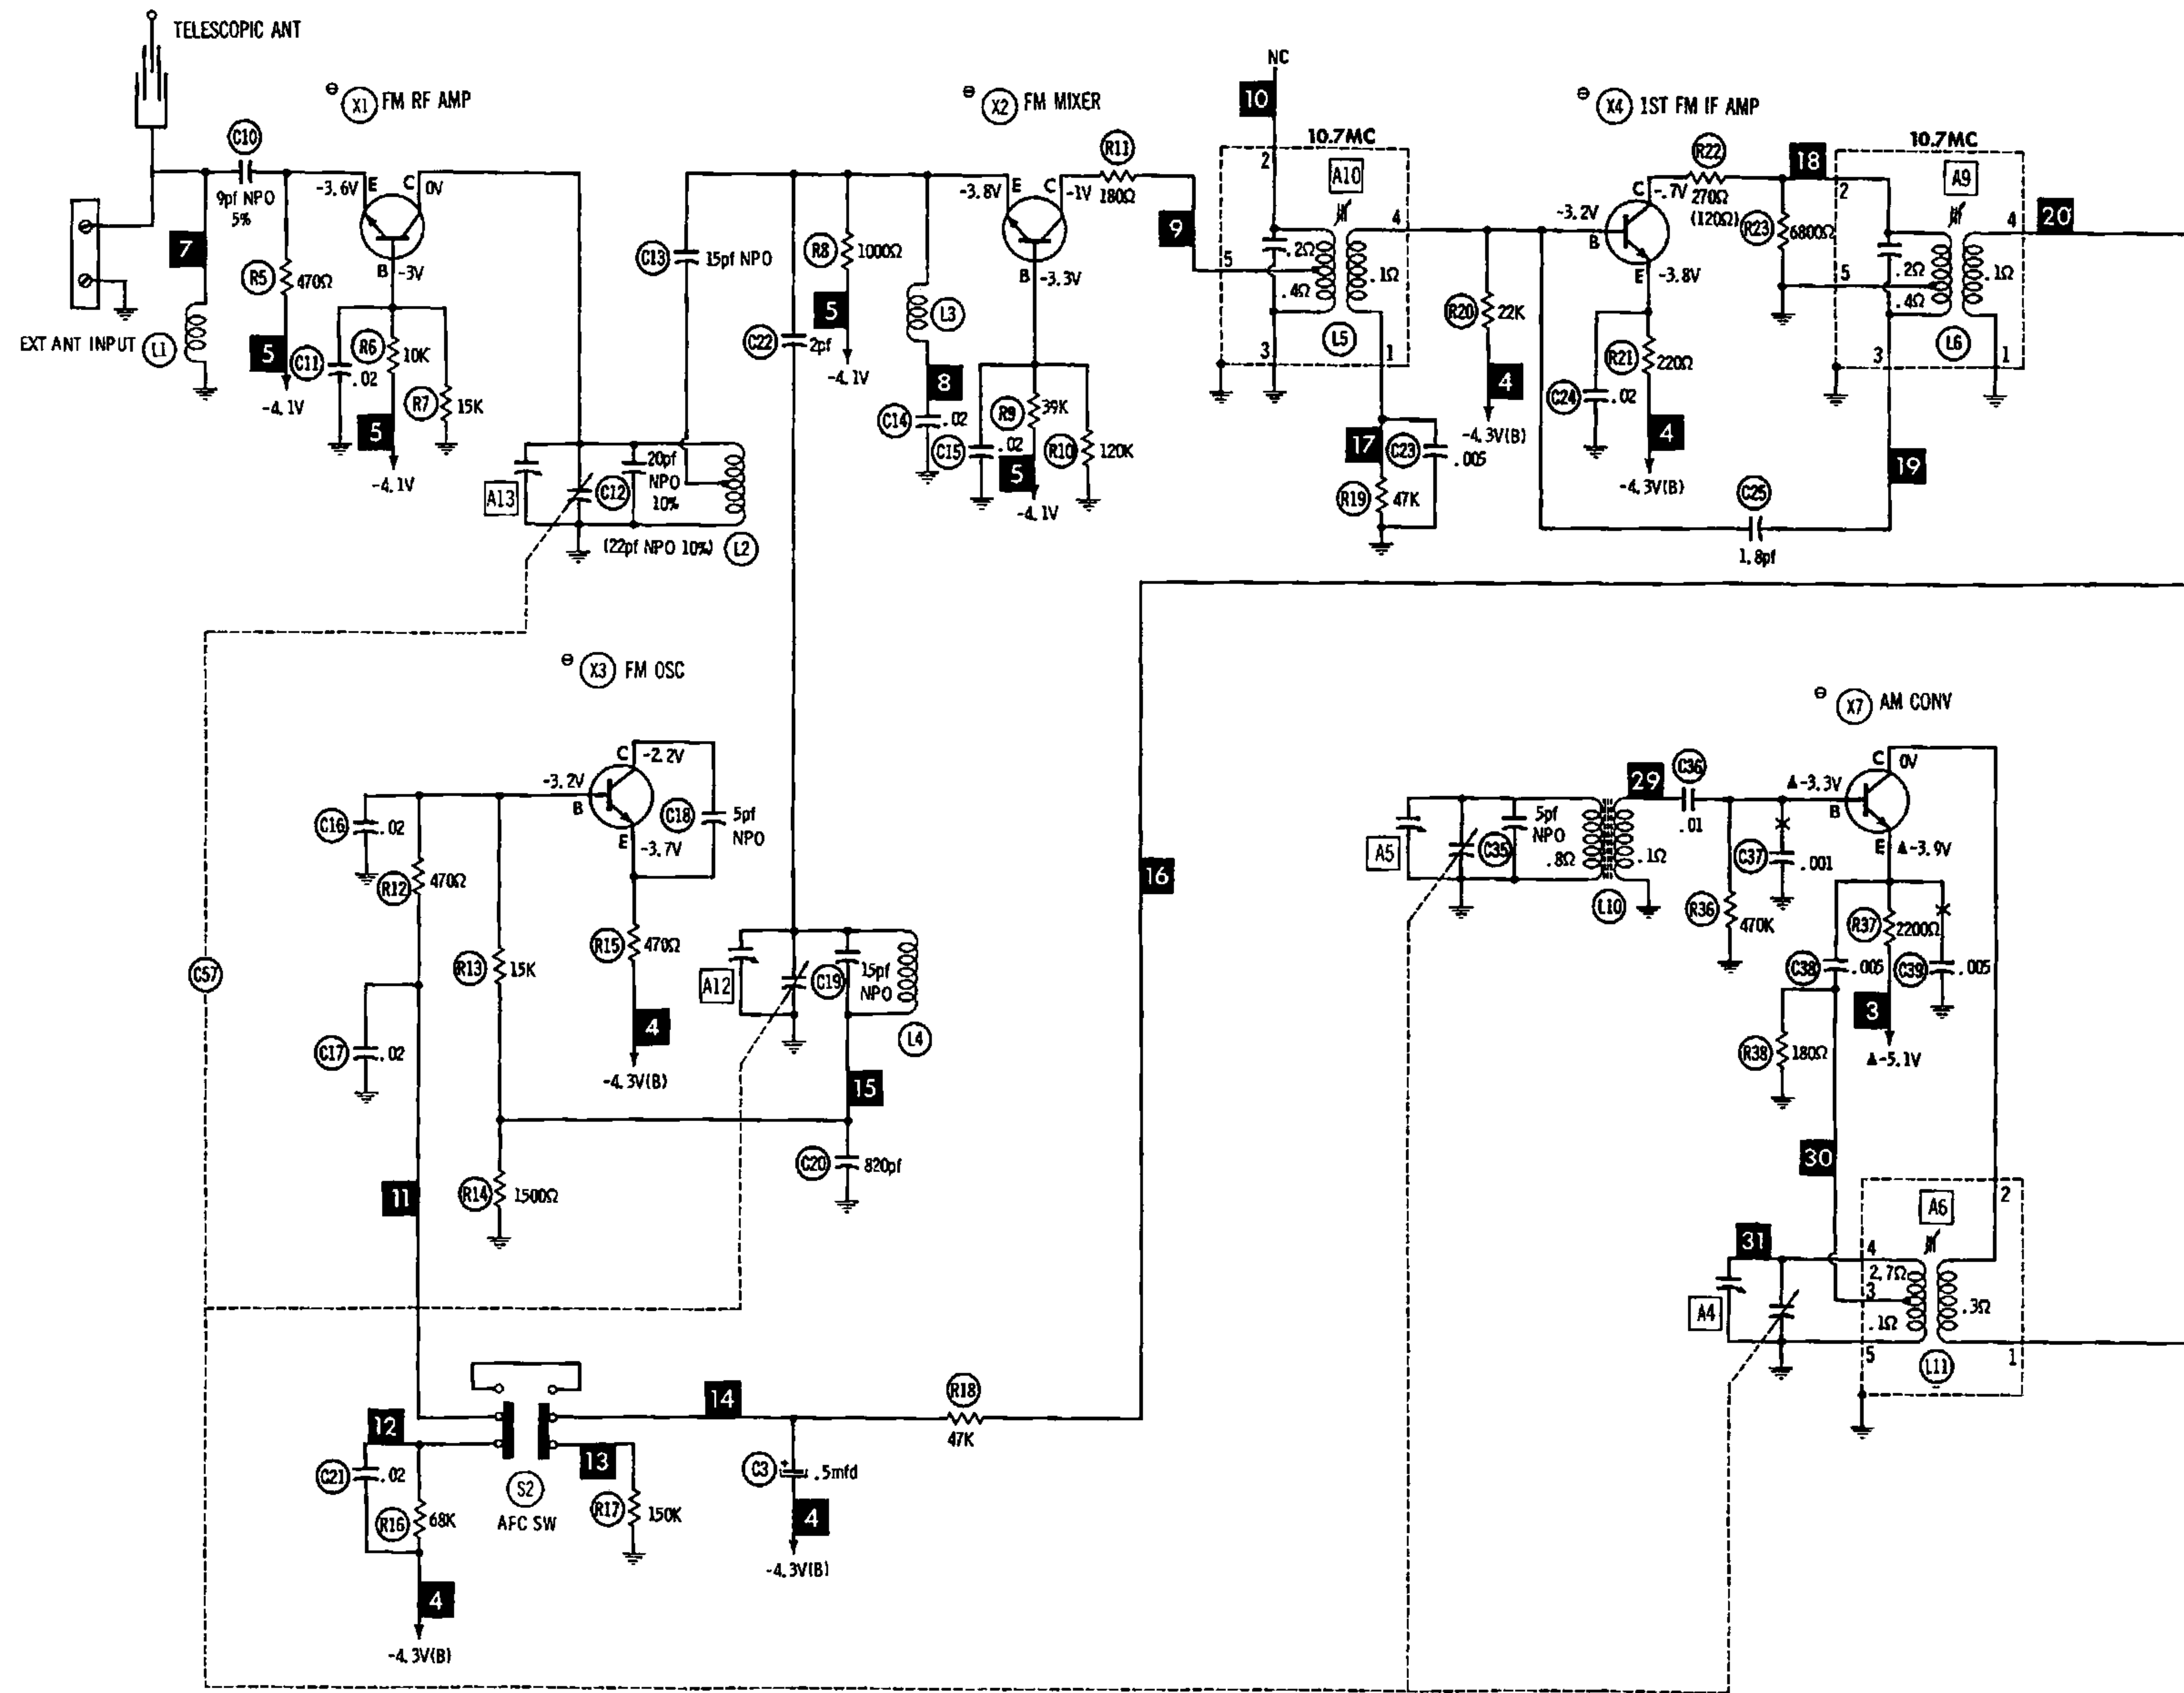 TELESCOPIC ANT
EXT ANT INPUT
L1
7
C10
9pf NPO
5%
X1 FM RF AMP
-3.6V
E
C
0V
B
-3V
R5
470Ω
5
-4.1V
C11
.02
R6
10K
5
-4.1V
R7
15K
A13
C12
20pf
NPO
10%
(22pf NPO 10%)
L2
C13
15pf NPO
C22
2pf
R8
1000Ω
5
-4.1V
L3
8
C14
.02
X2 FM MIXER
-3.8V
E
C
-1V
B
-3.3V
R11
180Ω
C15
.02
R9
39K
5
-4.1V
R10
120K
9
NC
10
10.7MC
2
A10
4
5
.2Ω
.4Ω
.1Ω
3
L5
1
17
C23
.005
R19
47K
R20
22K
4
-4.3V(B)
X4 1ST FM IF AMP
-3.2V
B
C
-.7V
E
-3.8V
R22
270Ω
(120Ω)
R23
6800Ω
18
C24
.02
R21
220Ω
4
-4.3V(B)
C25
1.8pf
10.7MC
2
A9
4
20
5
.2Ω
.4Ω
.1Ω
3
L6
1
19
X3 FM OSC
-3.2V
B
C
-2.2V
E
-3.7V
C18
5pf
NPO
C16
.02
R12
470Ω
R13
15K
R15
470Ω
4
-4.3V(B)
C57
C17
.02
A12
C19
15pf
NPO
L4
15
C20
820pf
R14
1500Ω
11
16
12
C21
.02
R16
68K
4
-4.3V(B)
S2
AFC SW
13
R17
150K
14
C3
+
.5mfd
4
-4.3V(B)
R18
47K
X7 AM CONV
A5
C35
5pf
NPO
.8Ω
.1Ω
L10
29
C36
.01
R36
470K
C37
.001
▲-3.3V
B
C
0V
E
▲-3.9V
R37
2200Ω
C38
.005
C39
.005
3
▲-5.1V
R38
180Ω
30
31
A4
A6
2
4
2.7Ω
3
.1Ω
.3Ω
5
L11
1